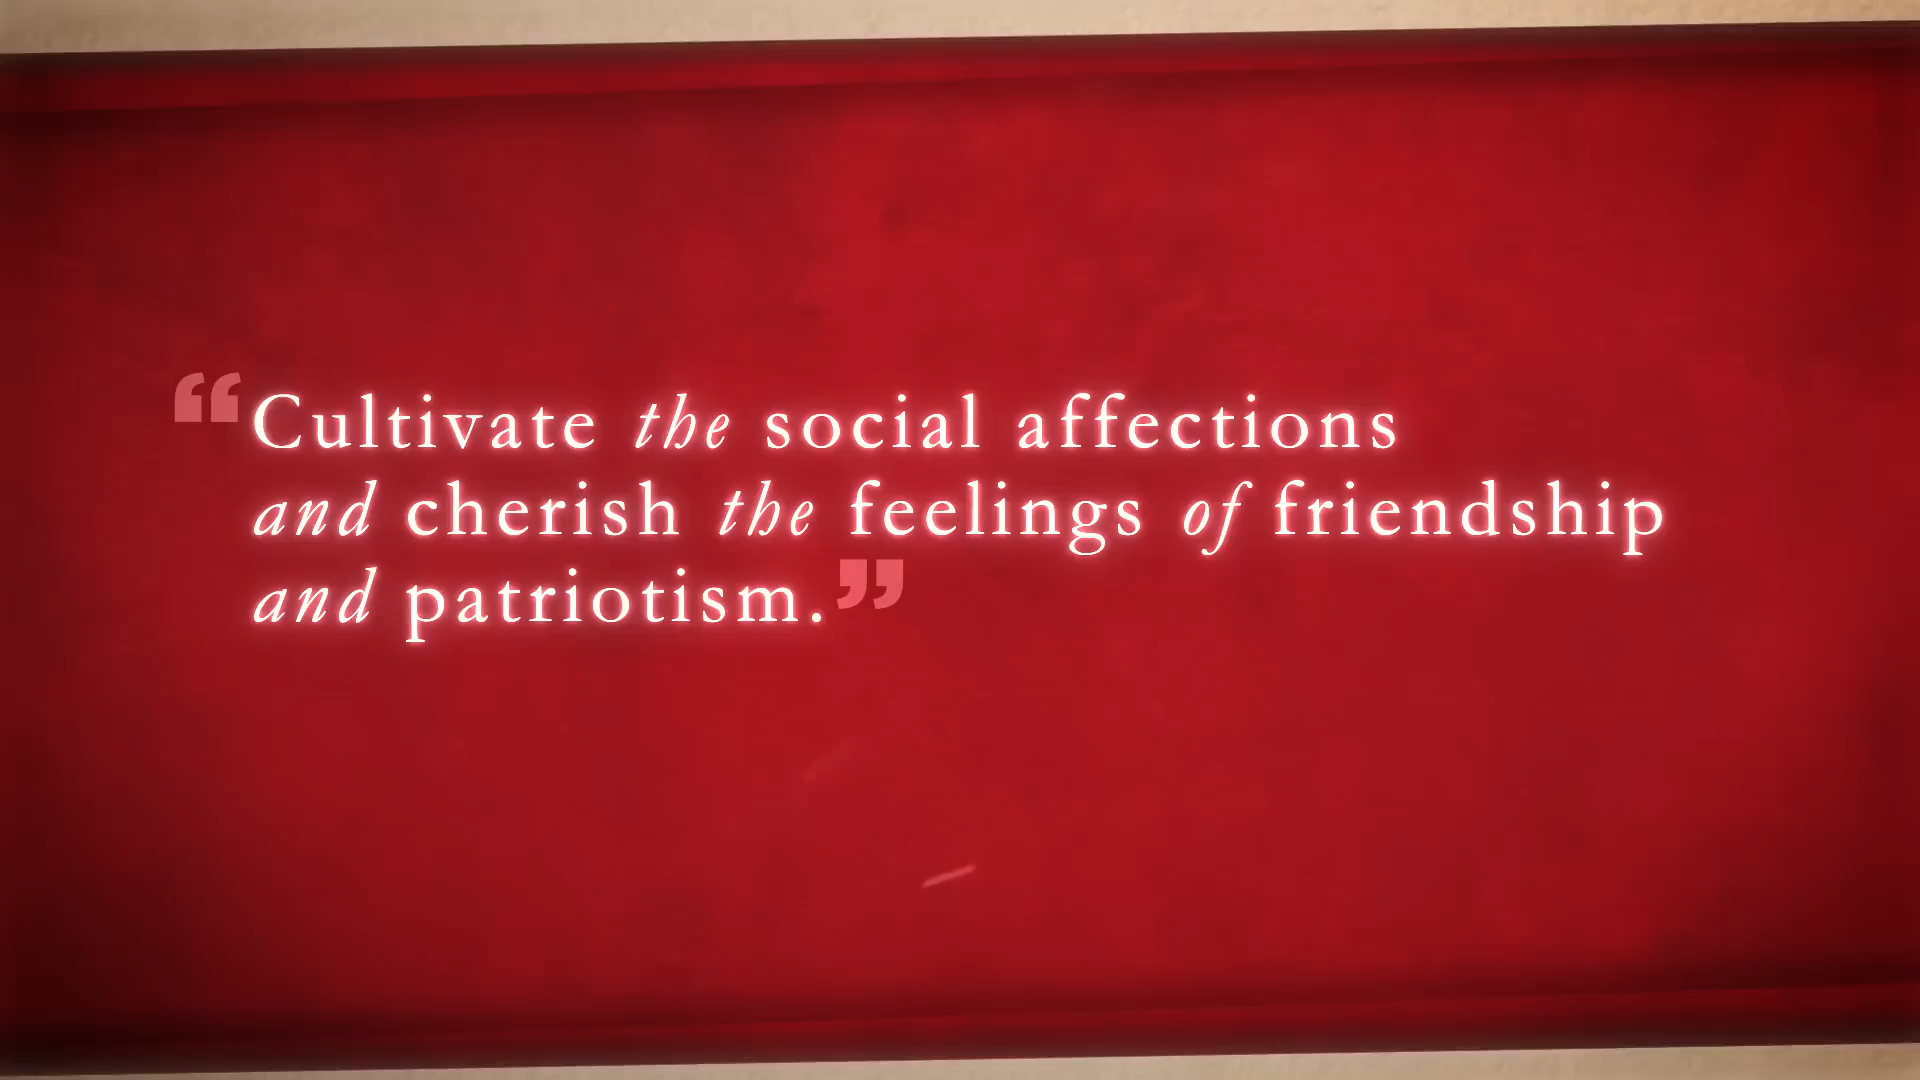 “Cultivate the social affections
and cherish the feelings of friendship
and patriotism.”